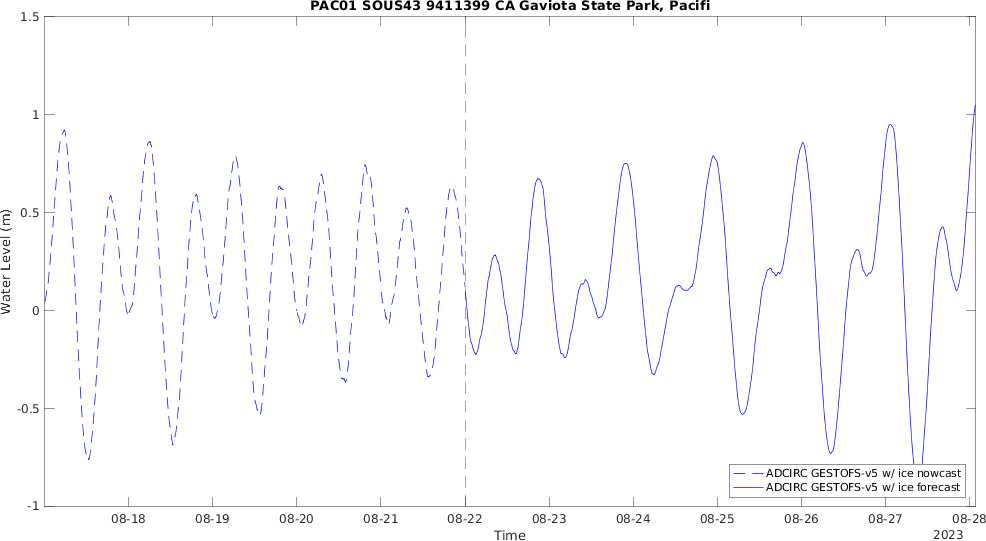 PAC01 SOUS43 9411399 CA Gaviota State Park, Pacifi
1.5
1
0.5
0
-0.5
-1
Water Level (m)
ADCIRC GESTOFS-v5 w/ ice nowcast
ADCIRC GESTOFS-v5 w/ ice forecast
08-18 08-19 08-20 08-21 08-22 08-23 08-24 08-25 08-26 08-27 08-28
Time
2023